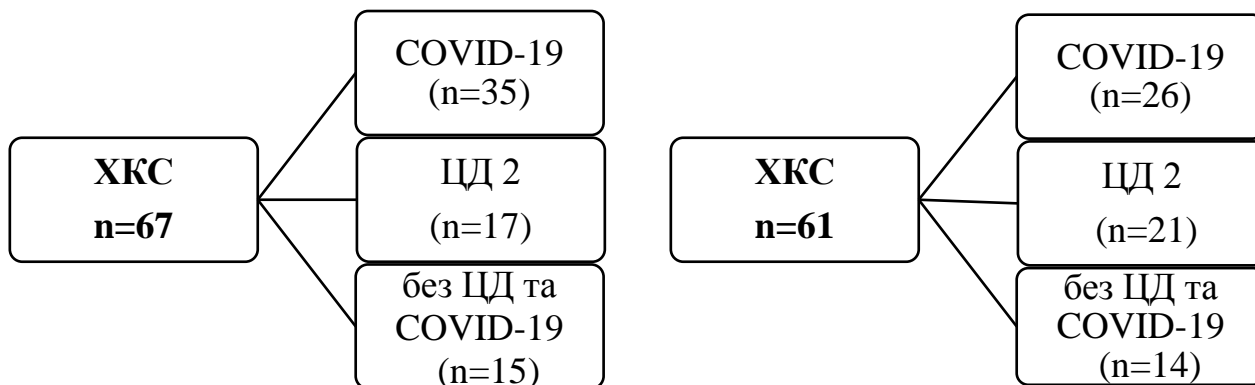 ХКС
n=67
COVID-19
(n=35)
ЦД 2
(n=17)
без ЦД та
COVID-19
(n=15)
ХКС
n=61
COVID-19
(n=26)
ЦД 2
(n=21)
без ЦД та
COVID-19
(n=14)